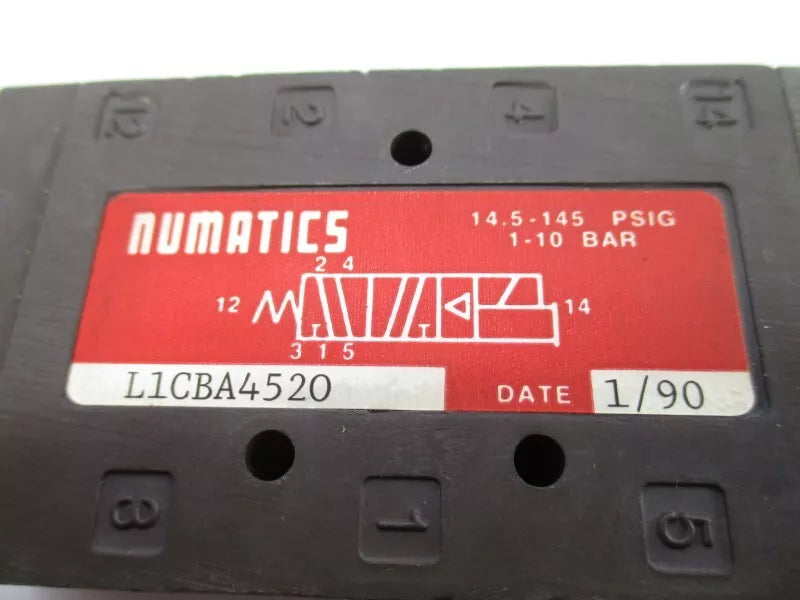 12 2 4 14
NUMATICS
14.5-145 PSIG
1-10 BAR
2 4
12
14
3 1 5
L1CBA4520
DATE 1/90
3 1 5